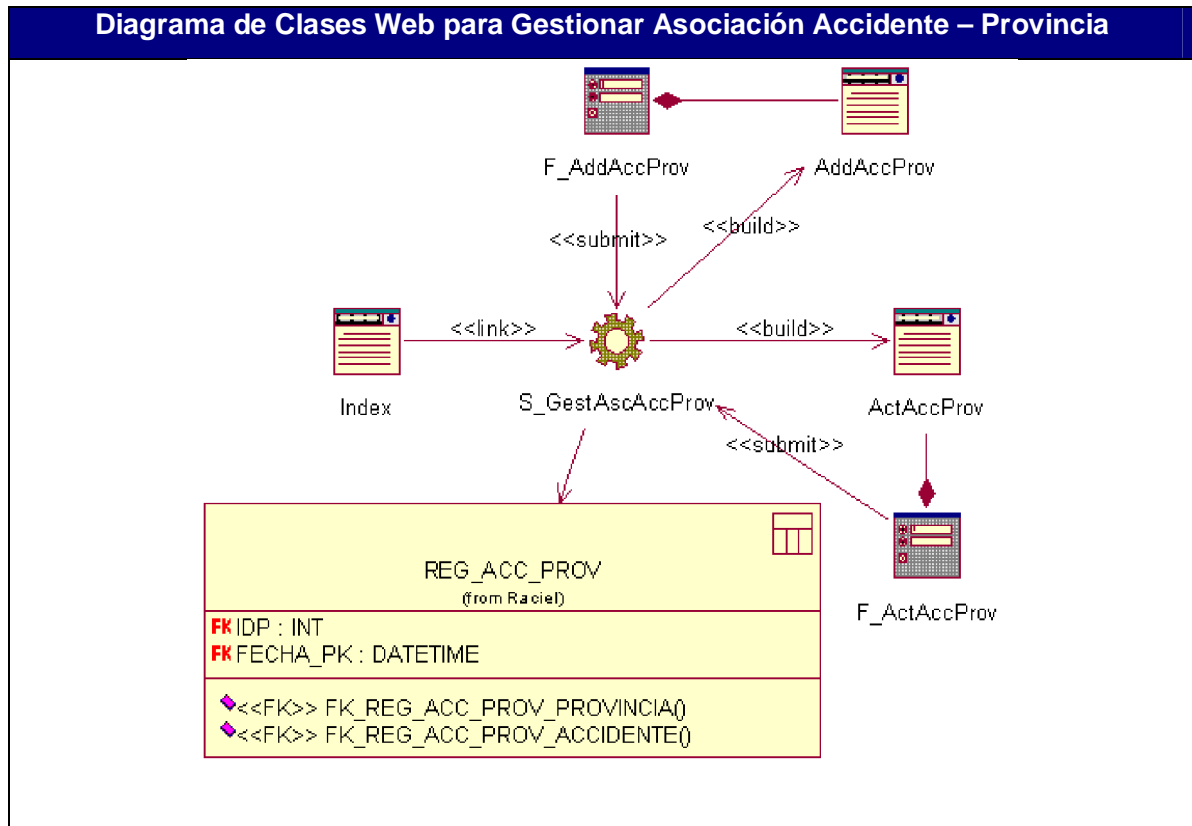 Diagrama de Clases Web para Gestionar Asociación Accidente – Provincia
F_AddAccProv
AddAccProv
<<submit>>
<<build>>
<<link>>
<<build>>
Index
S_GestAscAccProv
ActAccProv
<<submit>>
REG_ACC_PROV
(from Raciel)
F_ActAccProv
FK IDP : INT
FK FECHA_PK : DATETIME
<<FK>> FK_REG_ACC_PROV_PROVINCIA()
<<FK>> FK_REG_ACC_PROV_ACCIDENTE()